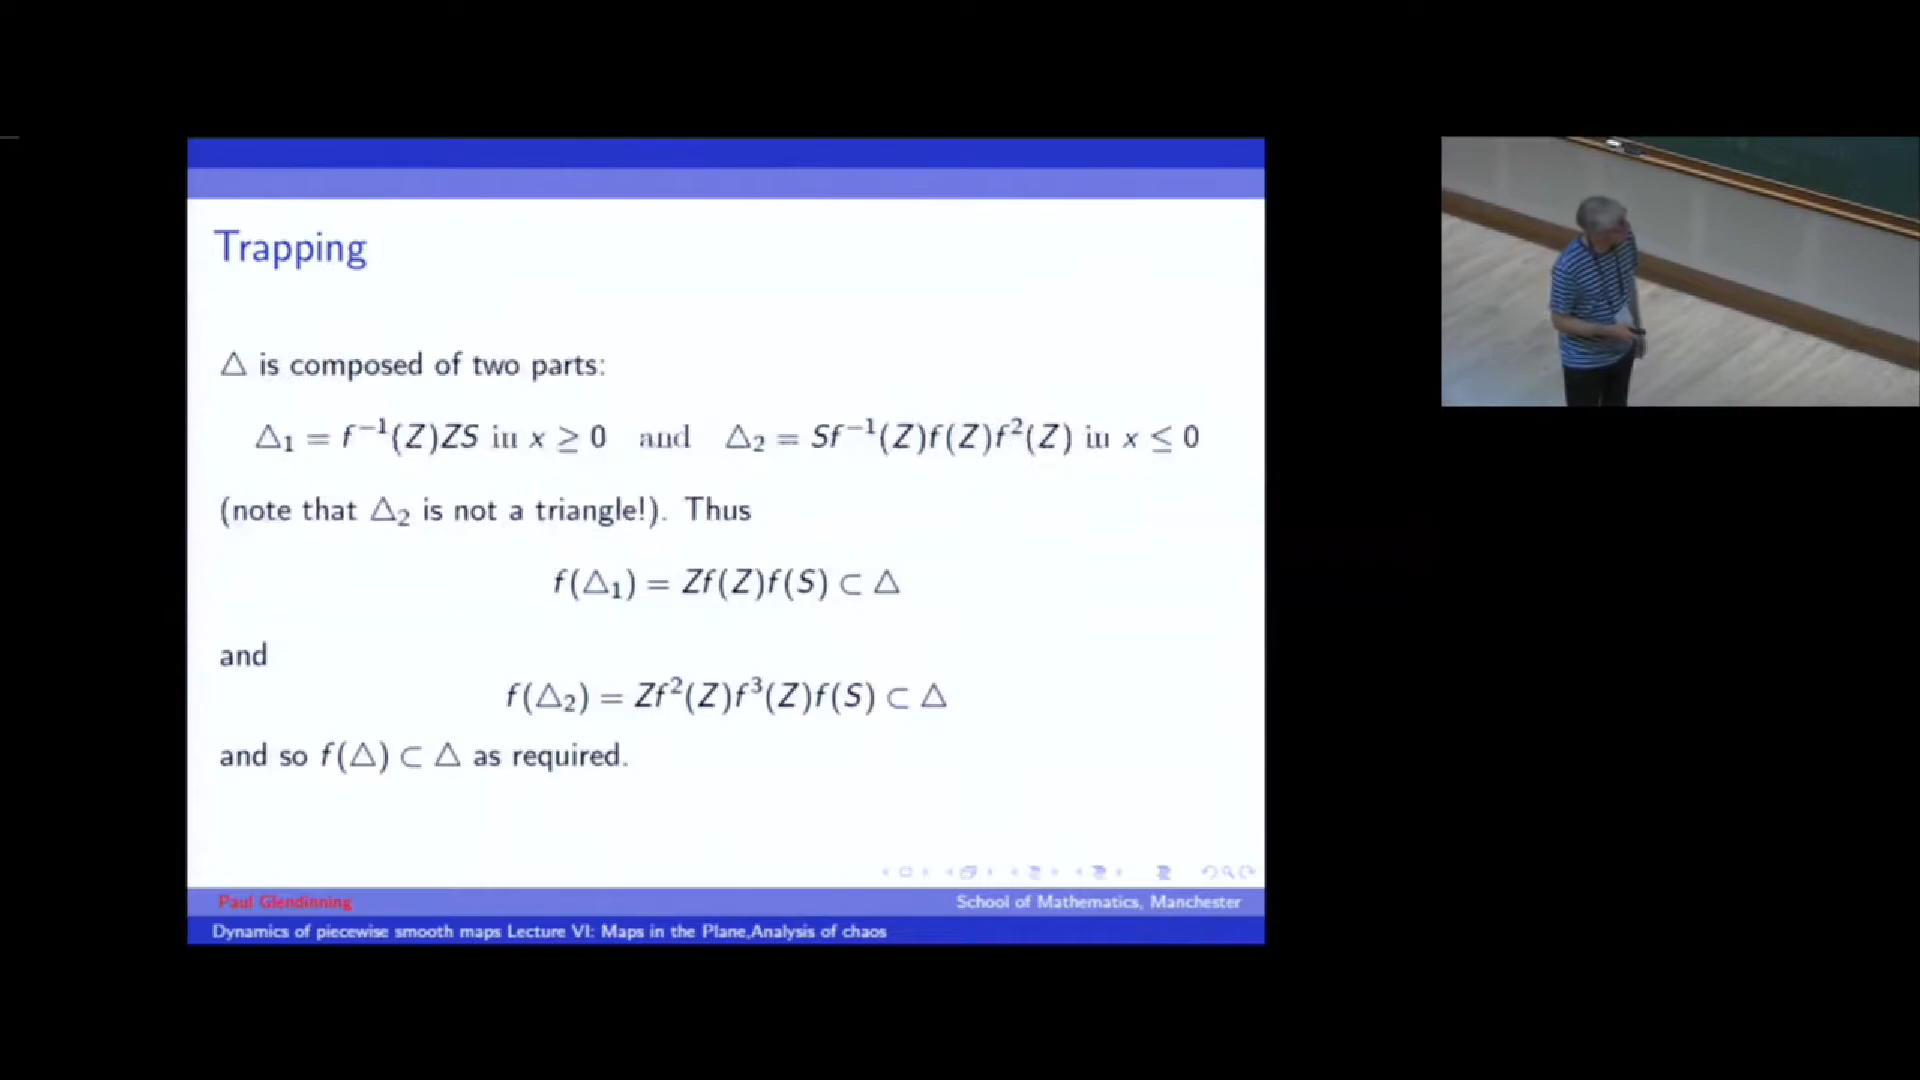 Trapping
△ is composed of two parts:
△₁ = f⁻¹(Z)ZS in x ≥ 0 and △₂ = Sf⁻¹(Z)f(Z)f²(Z) in x ≤ 0
(note that △₂ is not a triangle!). Thus
f(△₁) = Zf(Z)f(S) ⊂ △
and
f(△₂) = Zf²(Z)f³(Z)f(S) ⊂ △
and so f(△) ⊂ △ as required.
Paul Glendinning School of Mathematics, Manchester
Dynamics of piecewise smooth maps Lecture VI: Maps in the Plane,Analysis of chaos